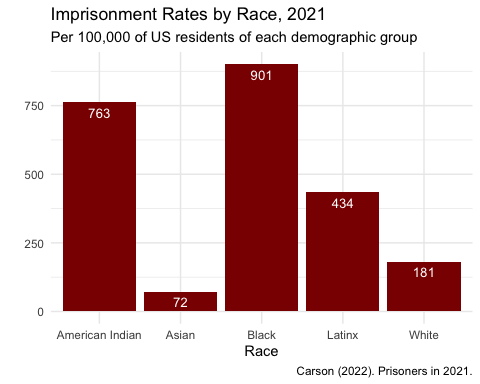 Imprisonment Rates by Race, 2021
Per 100,000 of US residents of each demographic group
901
763
750
500
434
250
181
72
0
American Indian Asian Black Latinx White
Race
Carson (2022). Prisoners in 2021.